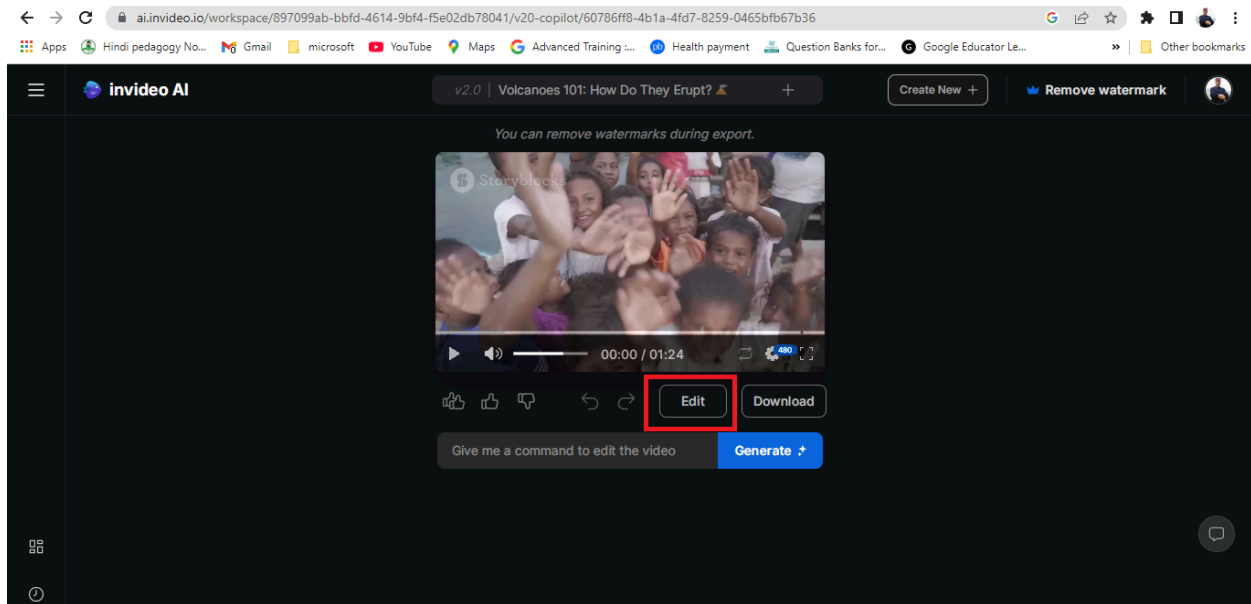 ai.invideo.io/workspace/897099ab-bbfd-4614-9bf4-f5e02db78041/v20-copilot/60786ff8-4b1a-4fd7-8259-0465bfb67b36
Apps Hindi pedagogy No... Gmail microsoft YouTube Maps Advanced Training :... Health payment Question Banks for... Google Educator Le... » Other bookmarks
invideo AI v2.0 | Volcanoes 101: How Do They Erupt? + Create New + Remove watermark
You can remove watermarks during export.
Storyblocks
00:00 / 01:24 480
Edit Download
Give me a command to edit the video Generate